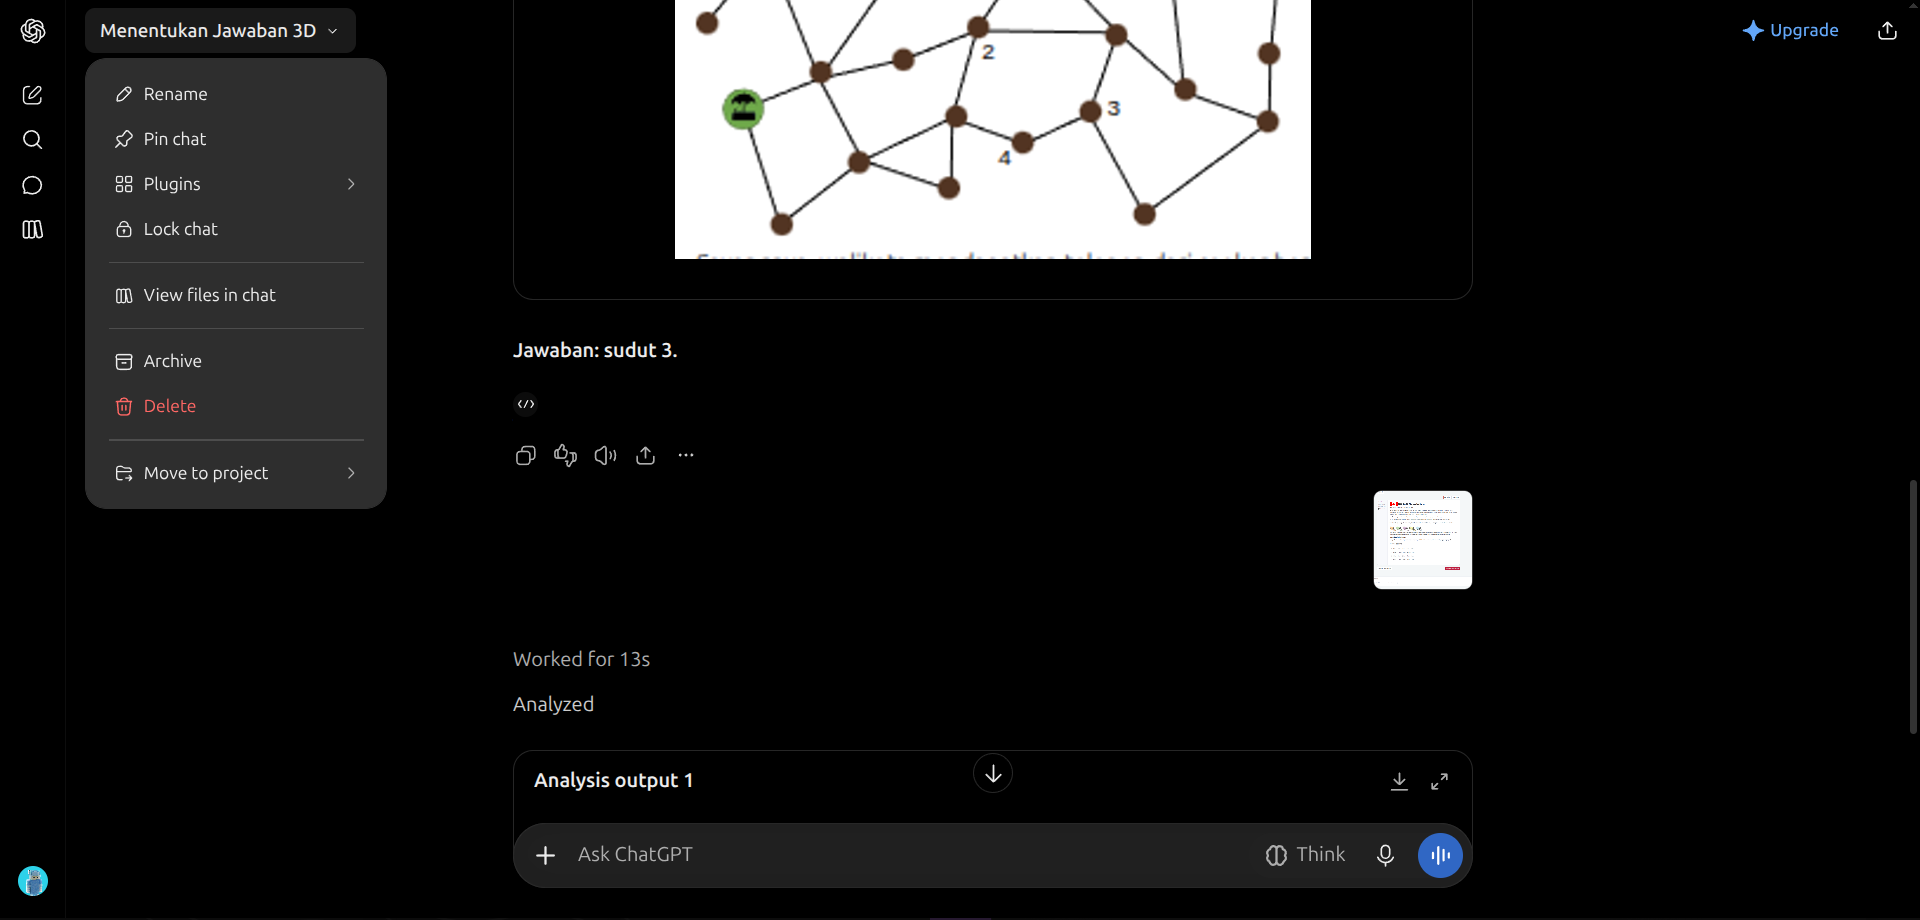 Menentukan Jawaban 3D
Upgrade
Rename
Pin chat
Plugins
Lock chat
View files in chat
Archive
Delete
Move to project
2
3
4
Jawaban: sudut 3.
Worked for 13s
Analyzed
Analysis output 1
Ask ChatGPT
Think